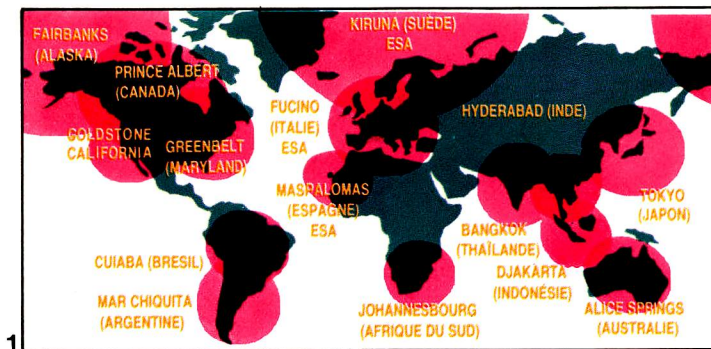 FAIRBANKS
(ALASKA)
KIRUNA (SUÈDE)
ESA
PRINCE ALBERT
(CANADA)
FUCINO
(ITALIE)
ESA
HYDERABAD (INDE)
GOLDSTONE
CALIFORNIA
GREENBELT
(MARYLAND)
MASPALOMAS
(ESPAGNE)
ESA
TOKYO
(JAPON)
BANGKOK
(THAÏLANDE)
CUIABA (BRESIL)
DJAKARTA
(INDONÉSIE)
MAR CHIQUITA
(ARGENTINE)
JOHANNESBOURG
(AFRIQUE DU SUD)
ALICE SPRINGS
(AUSTRALIE)
1